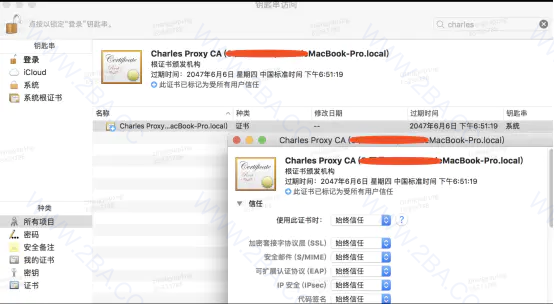 钥匙串访问
点按以锁定"登录"钥匙串。
charles
钥匙串
登录
iCloud
系统
系统根证书
Certificate
Charles Proxy CA (
MacBook-Pro.local)
根证书颁发机构
过期时间：2047年6月6日 星期四 中国标准时间 下午6:51:19
此证书已标记为受所有用户信任
名称
种类
修改日期
过期时间
钥匙串
Charles Proxy...acBook-Pro.local)
证书
--
2047年6月6日 下午6:51:19
系统
Charles Proxy CA (
MacBook-Pro.local)
Certificate
Charles Proxy CA (
MacBook-Pro.local)
根证书颁发机构
过期时间：2047年6月6日 星期四 中国标准时间 下午6:51:19
此证书已标记为受所有用户信任
信任
使用此证书时：
始终信任
?
加密套接字协议层 (SSL)
始终信任
安全邮件 (S/MIME)
始终信任
可扩展认证协议 (EAP)
始终信任
IP 安全 (IPsec)
始终信任
代码签名
始终信任
种类
所有项目
密码
安全备注
我的证书
密钥
证书
WWW.2BA